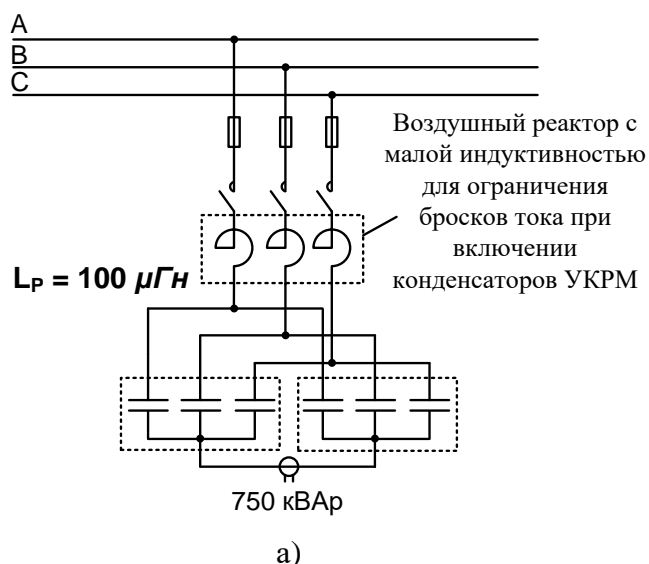 A
B
C
Воздушный реактор с
малой индуктивностью
для ограничения
бросков тока при
включении
конденсаторов УКРМ
Lр = 100 µГн
750 кВАр
а)